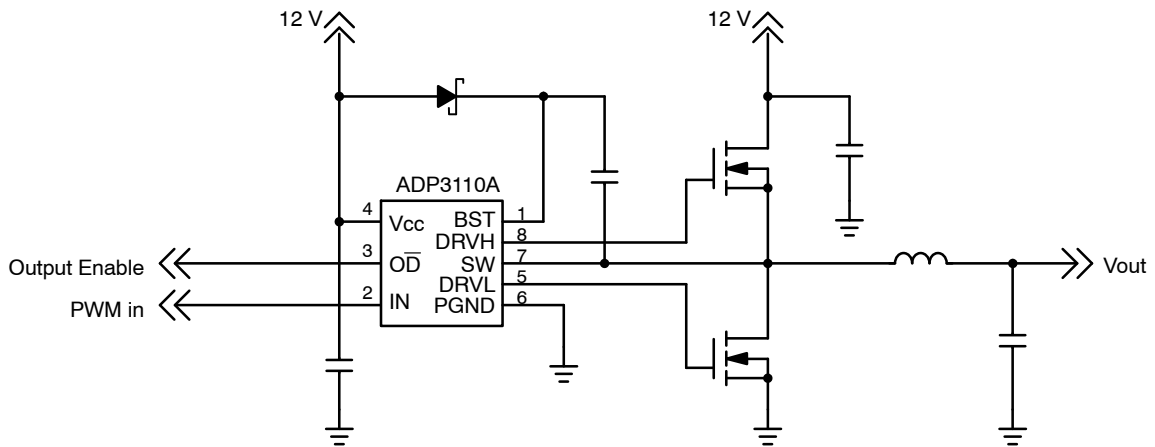 12 V
12 V
ADP3110A
4
Vcc
BST
1
DRVH
8
Output Enable
3
OD̅
SW
7
Vout
DRVL
5
PWM in
2
IN
PGND
6